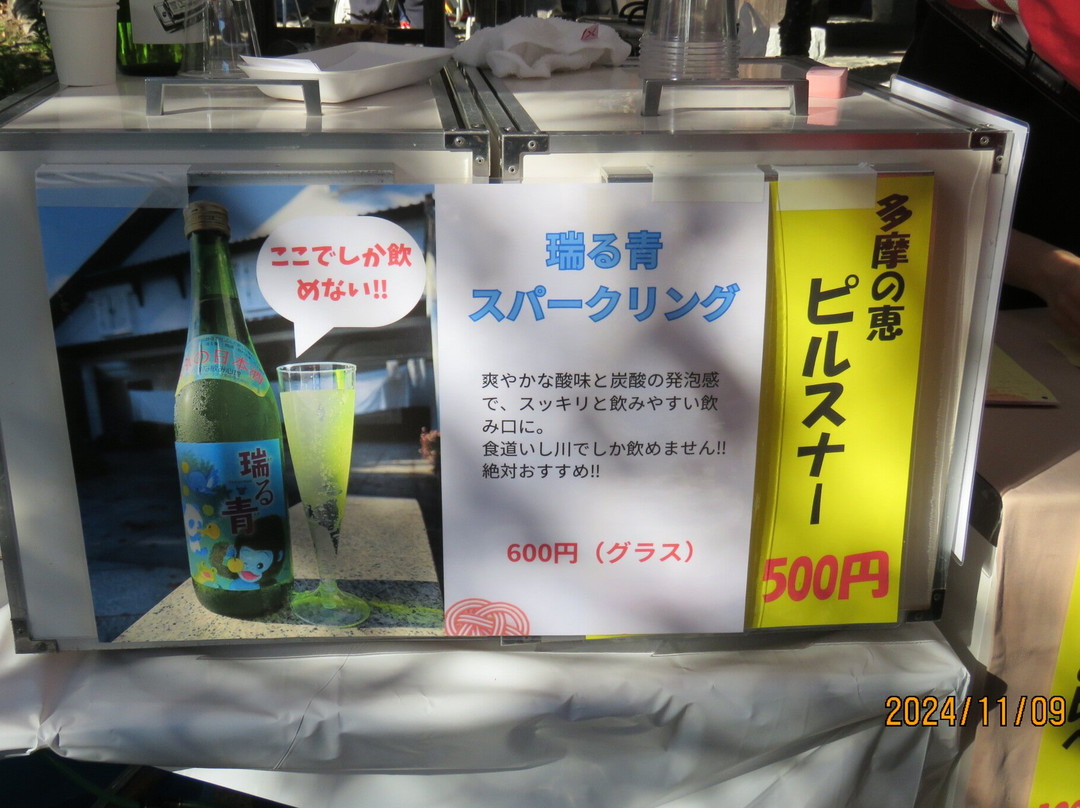 ここでしか飲
めない!!
の日本酒
瑞る
青
瑞る青
スパークリング
爽やかな酸味と炭酸の発泡感
で、スッキリと飲みやすい飲
み口に。
食道いし川でしか飲めません!!
絶対おすすめ!!
600円（グラス）
多摩の恵
ピルスナー
500円
2024/11/09